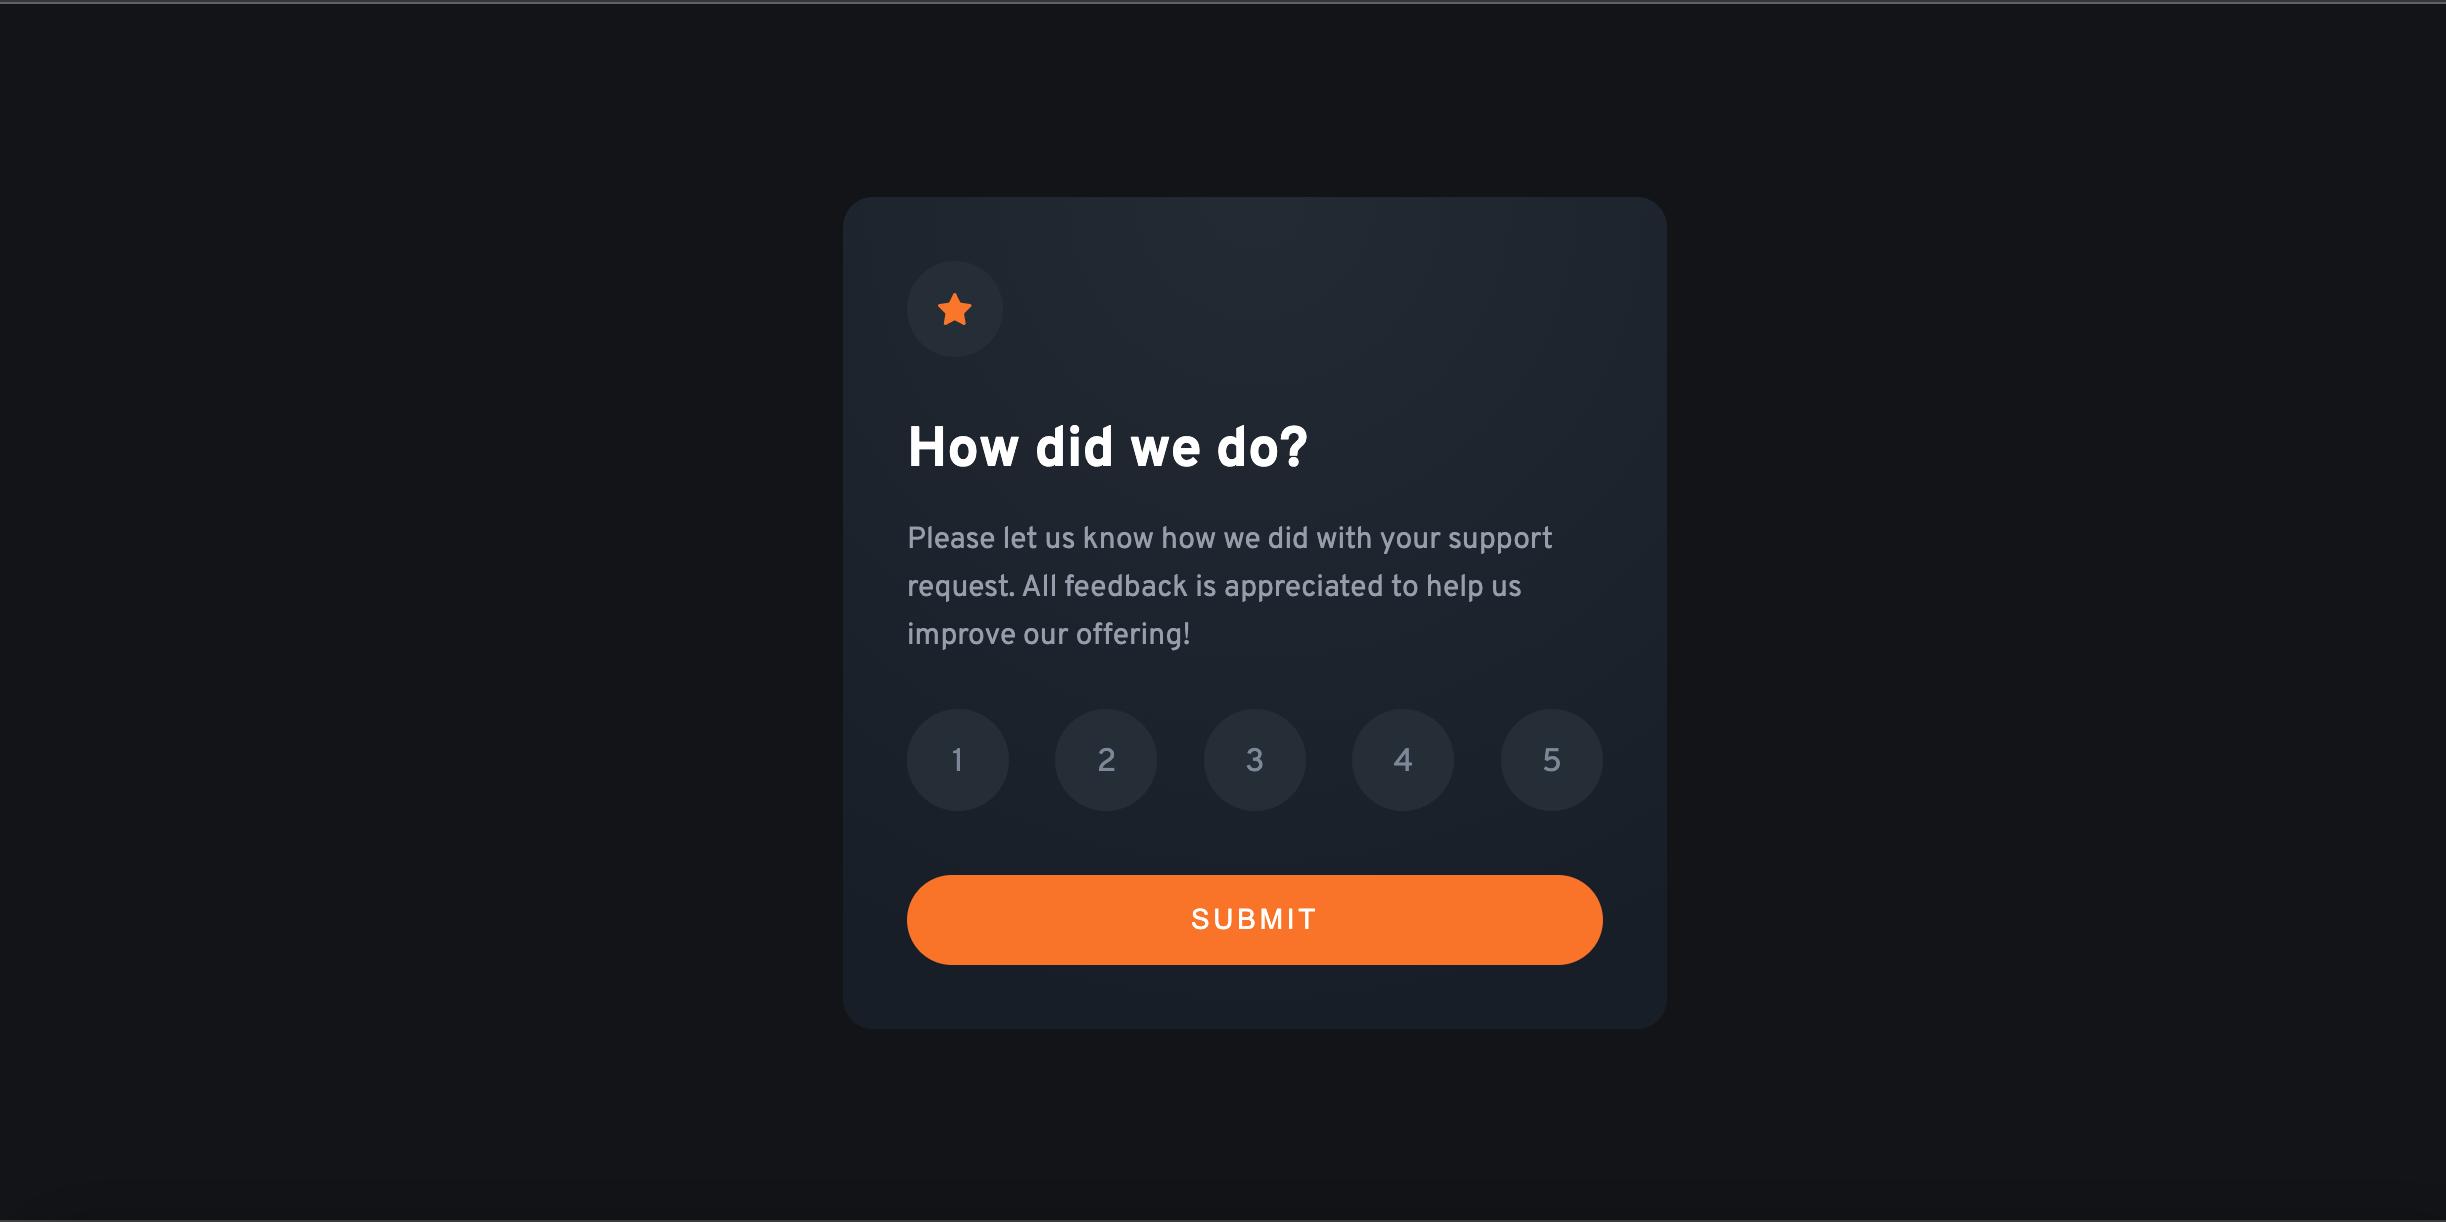 How did we do?
Please let us know how we did with your support
request. All feedback is appreciated to help us
improve our offering!
1 2 3 4 5
SUBMIT